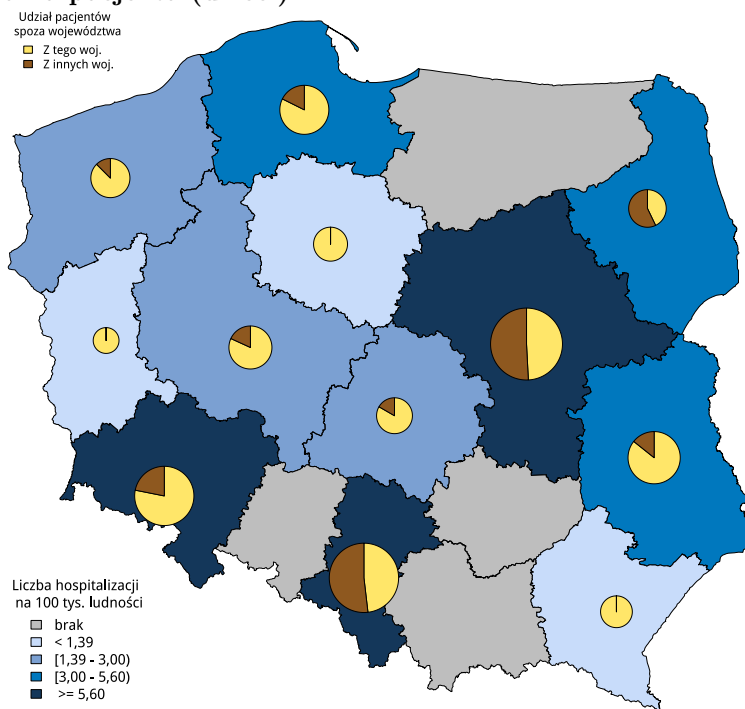 Udział pacjentów
spoza województwa
Z tego woj.
Z innych woj.
Liczba hospitalizacji
na 100 tys. ludności
brak
< 1,39
[1,39 - 3,00)
[3,00 - 5,60)
>= 5,60